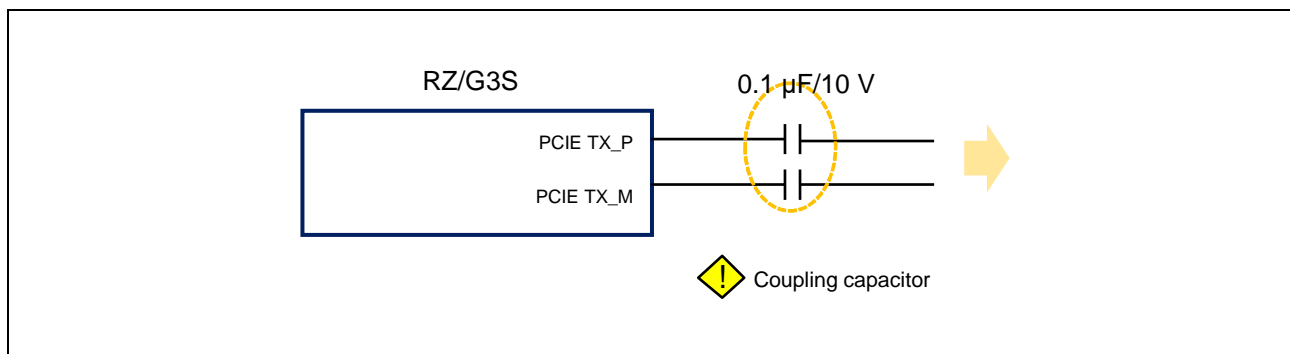 RZ/G3S
0.1 µF/10 V
PCIE TX_P
PCIE TX_M
! Coupling capacitor